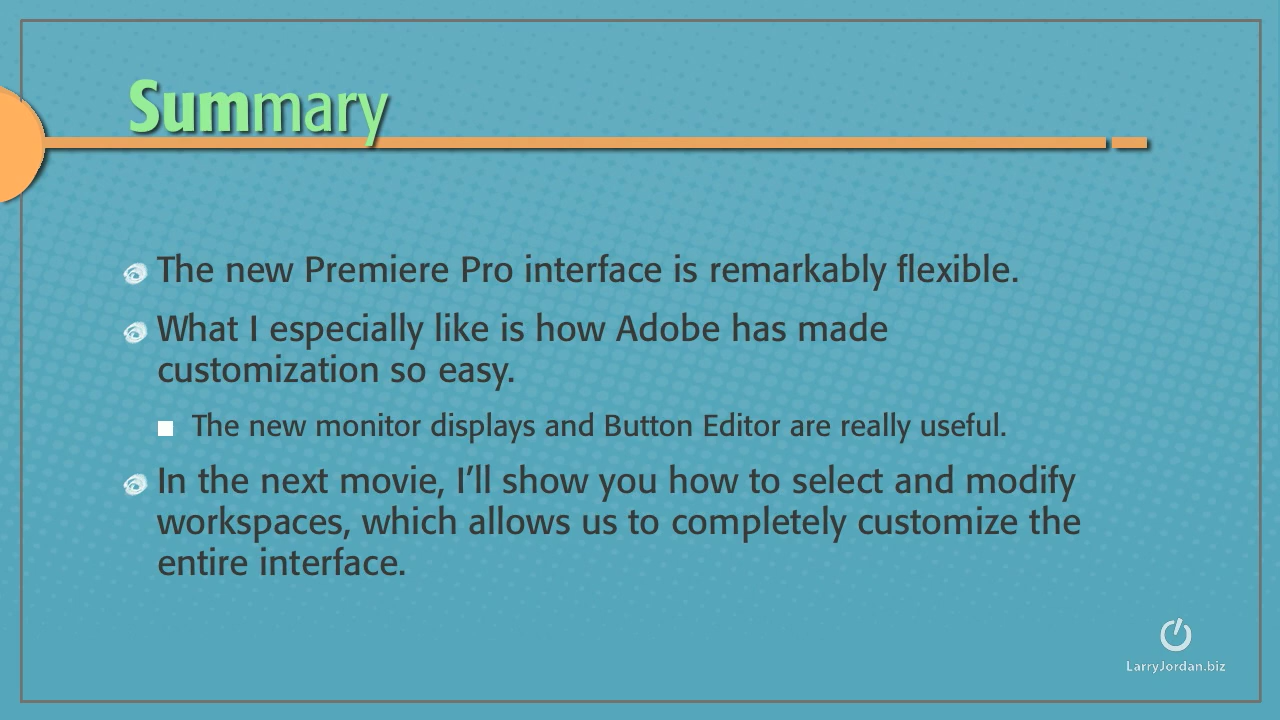 Summary
The new Premiere Pro interface is remarkably flexible.
What I especially like is how Adobe has made
customization so easy.
The new monitor displays and Button Editor are really useful.
In the next movie, I’ll show you how to select and modify
workspaces, which allows us to completely customize the
entire interface.
LarryJordan.biz